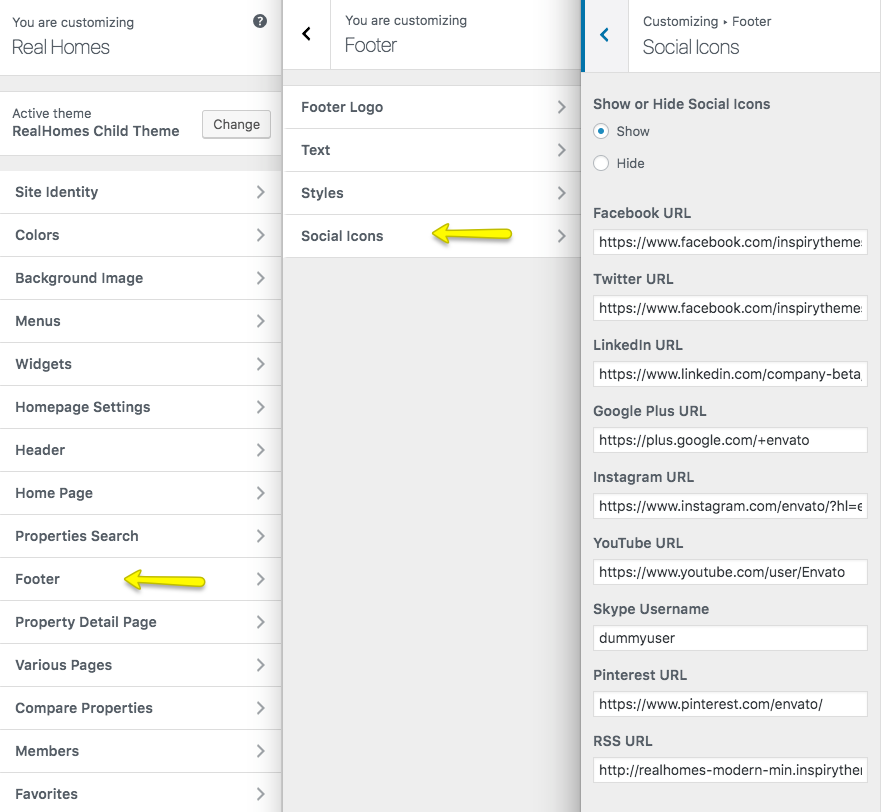 You are customizing
Real Homes
Active theme
RealHomes Child Theme
Change
Site Identity
Colors
Background Image
Menus
Widgets
Homepage Settings
Header
Home Page
Properties Search
Footer
Property Detail Page
Various Pages
Compare Properties
Members
Favorites
You are customizing
Footer
Footer Logo
Text
Styles
Social Icons
Customizing ▸ Footer
Social Icons
Show or Hide Social Icons
Show
Hide
Facebook URL
https://www.facebook.com/inspirythemes
Twitter URL
https://www.facebook.com/inspirythemes
LinkedIn URL
https://www.linkedin.com/company-beta
Google Plus URL
https://plus.google.com/+envato
Instagram URL
https://www.instagram.com/envato/?hl=e
YouTube URL
https://www.youtube.com/user/Envato
Skype Username
dummyuser
Pinterest URL
https://www.pinterest.com/envato/
RSS URL
http://realhomes-modern-min.inspirythe